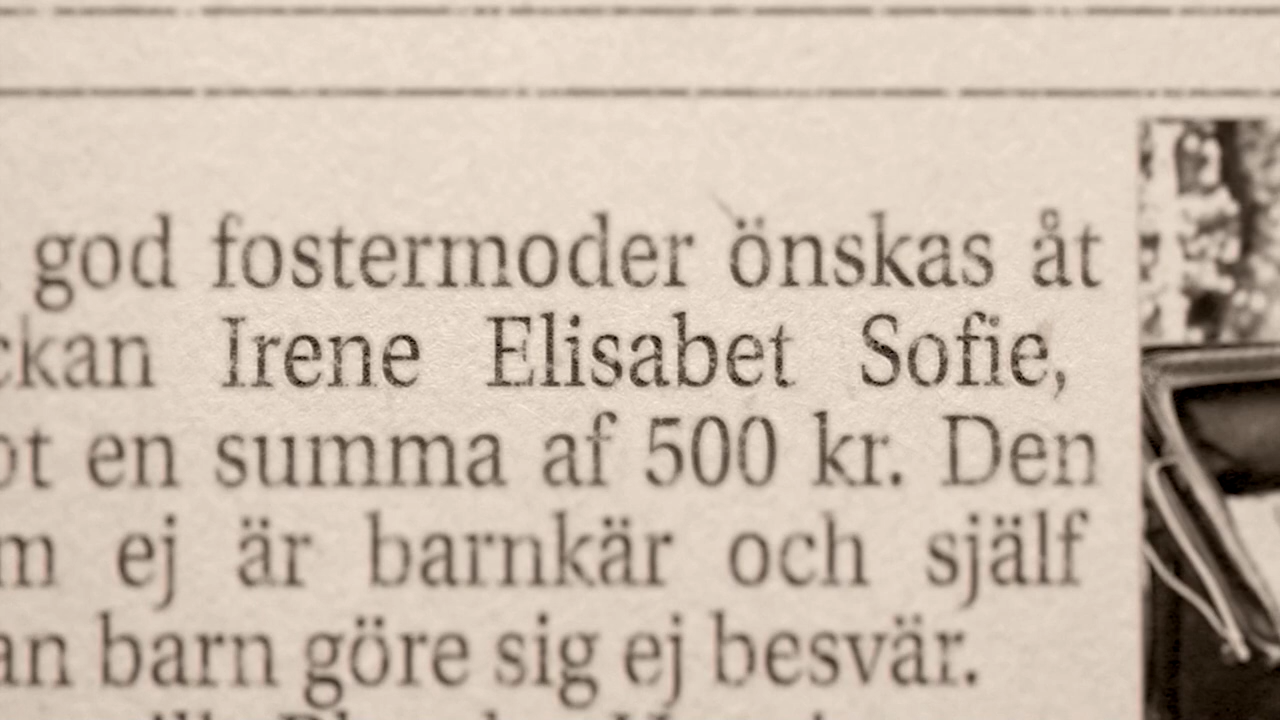 god fostermoder önskas åt
ckan Irene Elisabet Sofie,
ot en summa af 500 kr. Den
m ej är barnkär och själf
an barn göre sig ej besvär.